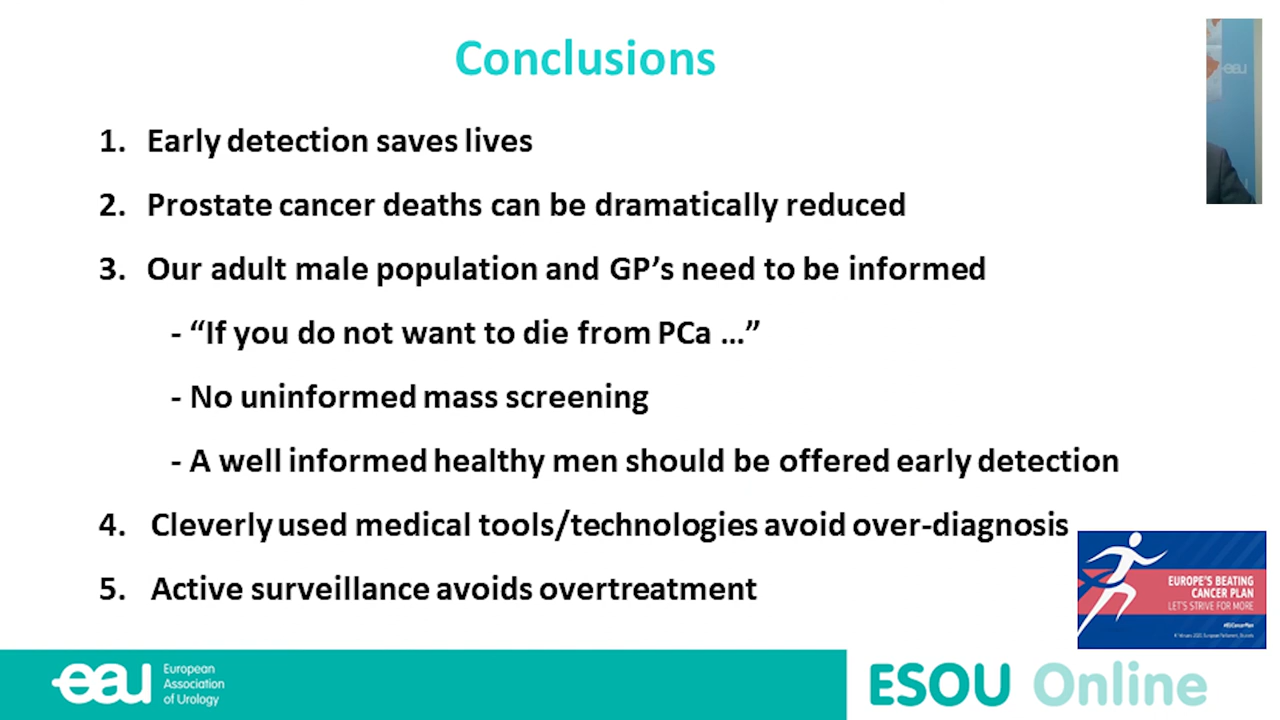 Conclusions
eau
1. Early detection saves lives
2. Prostate cancer deaths can be dramatically reduced
3. Our adult male population and GP’s need to be informed
- “If you do not want to die from PCa ...”
- No uninformed mass screening
- A well informed healthy men should be offered early detection
4. Cleverly used medical tools/technologies avoid over-diagnosis
5. Active surveillance avoids overtreatment
EUROPE'S BEATING
CANCER PLAN
LET'S STRIVE FOR MORE
#EUCancerPlan
eau
European
Association
of Urology
ESOU Online